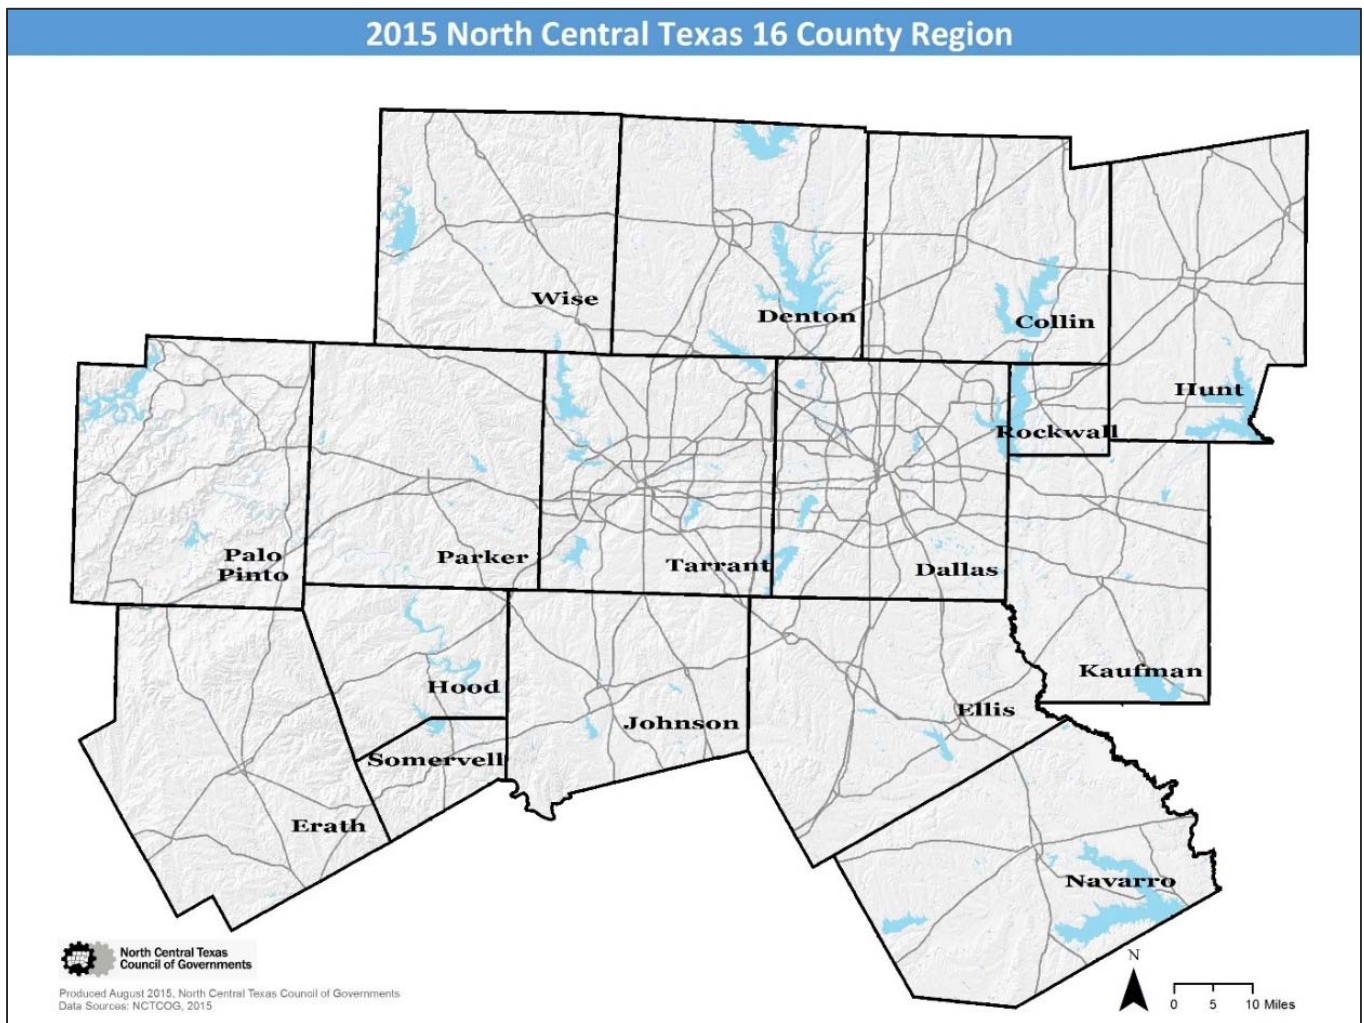 2015 North Central Texas 16 County Region
Wise
Denton
Collin
Hunt
Rockwall
Palo
Pinto
Parker
Tarrant
Dallas
Kaufman
Hood
Johnson
Ellis
Somervell
Erath
Navarro
North Central Texas
Council of Governments
N
0 5 10 Miles
Produced August 2015, North Central Texas Council of Governments
Data Sources: NCTCOG, 2015